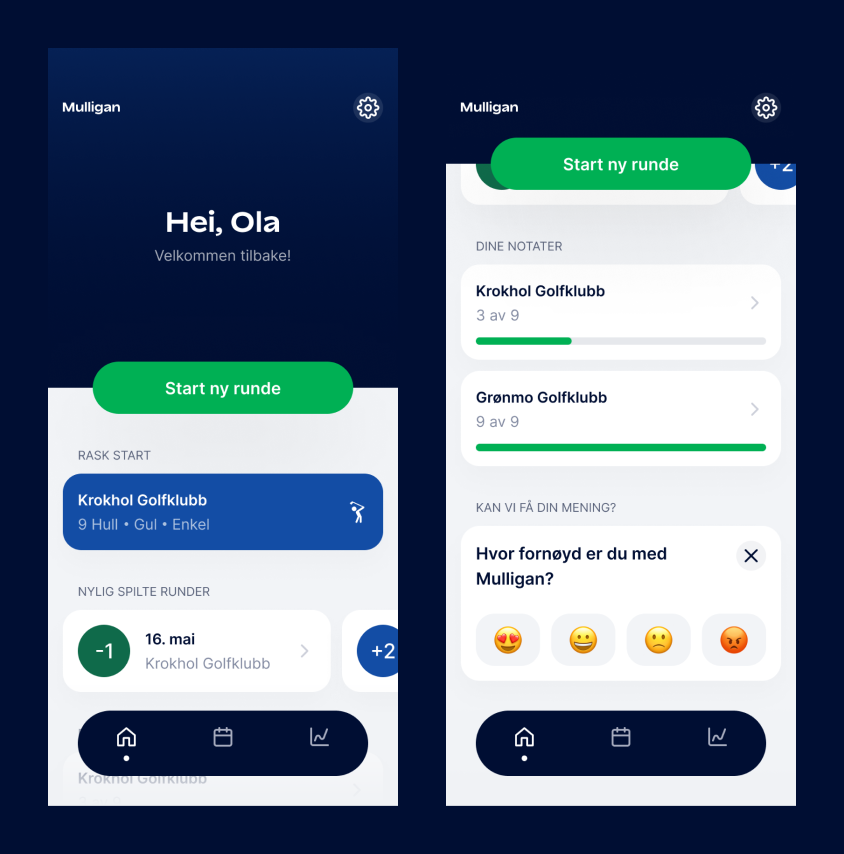 Mulligan
Hei, Ola
Velkommen tilbake!
Start ny runde
RASK START
Krokhol Golfklubb
9 Hull • Gul • Enkel
NYLIG SPILTE RUNDER
-1
16. mai
Krokhol Golfklubb
+2
Krokhol Golfklubb
Mulligan
Start ny runde
+2
DINE NOTATER
Krokhol Golfklubb
3 av 9
Grønmo Golfklubb
9 av 9
KAN VI FÅ DIN MENING?
Hvor fornøyd er du med
Mulligan?